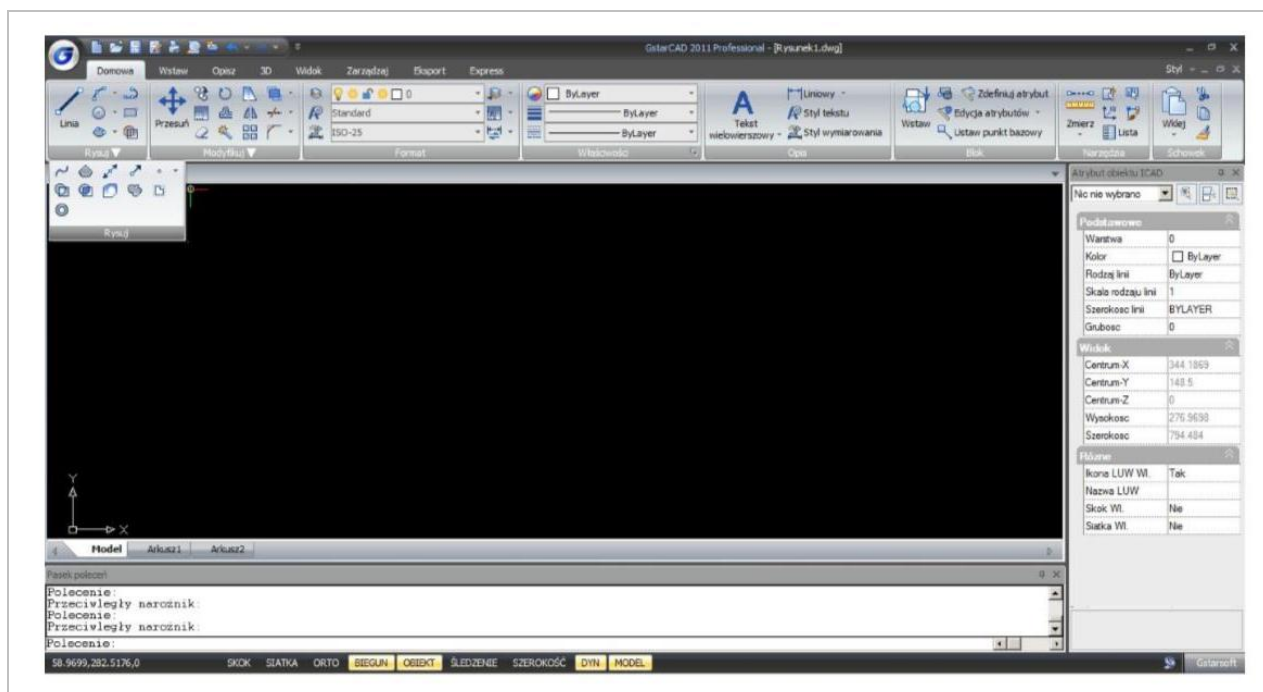 GstarCAD 2011 Professional - [Rysunek1.dwg]
Domowa Wstaw Opisz 3D Widok Zarządzaj Eksport Express Styl
0 ByLayer Liniowy Zdefiniuj atrybut
Standard ByLayer Styl tekstu Edycja atrybutów
ISO-25 ByLayer Styl wymiarowania Ustaw punkt bazowy Lista
Linia Przesuń Tekst wielowierszowy Wstaw Zmierz Wklej
Rysuj Modyfikuj Format Właściwości Opis Blok Narzędzia Schowek
Rysuj
Atrybut obiektu ICAD
Nic nie wybrano
Podstawowe
Warstwa 0
Kolor ByLayer
Rodzaj linii ByLayer
Skala rodzaju linii 1
Szerokosc linii BYLAYER
Grubosc 0
Widok
Centrum-X 344.1869
Centrum-Y 148.5
Centrum-Z 0
Wysokosc 276.9698
Szerokosc 794.484
Różne
Ikona LUW Wl. Tak
Nazwa LUW
Skok Wl. Nie
Siatka Wl. Nie
Y
X
Model Arkusz1 Arkusz2
Pasek poleceń
Polecenie:
Przeciwległy narożnik:
Polecenie:
Przeciwległy narożnik:
Polecenie:
58.9699,282.5176,0 SKOK SIATKA ORTO BIEGUN OBIEKT ŚLEDZENIE SZEROKOŚĆ DYN MODEL Gstarsoft